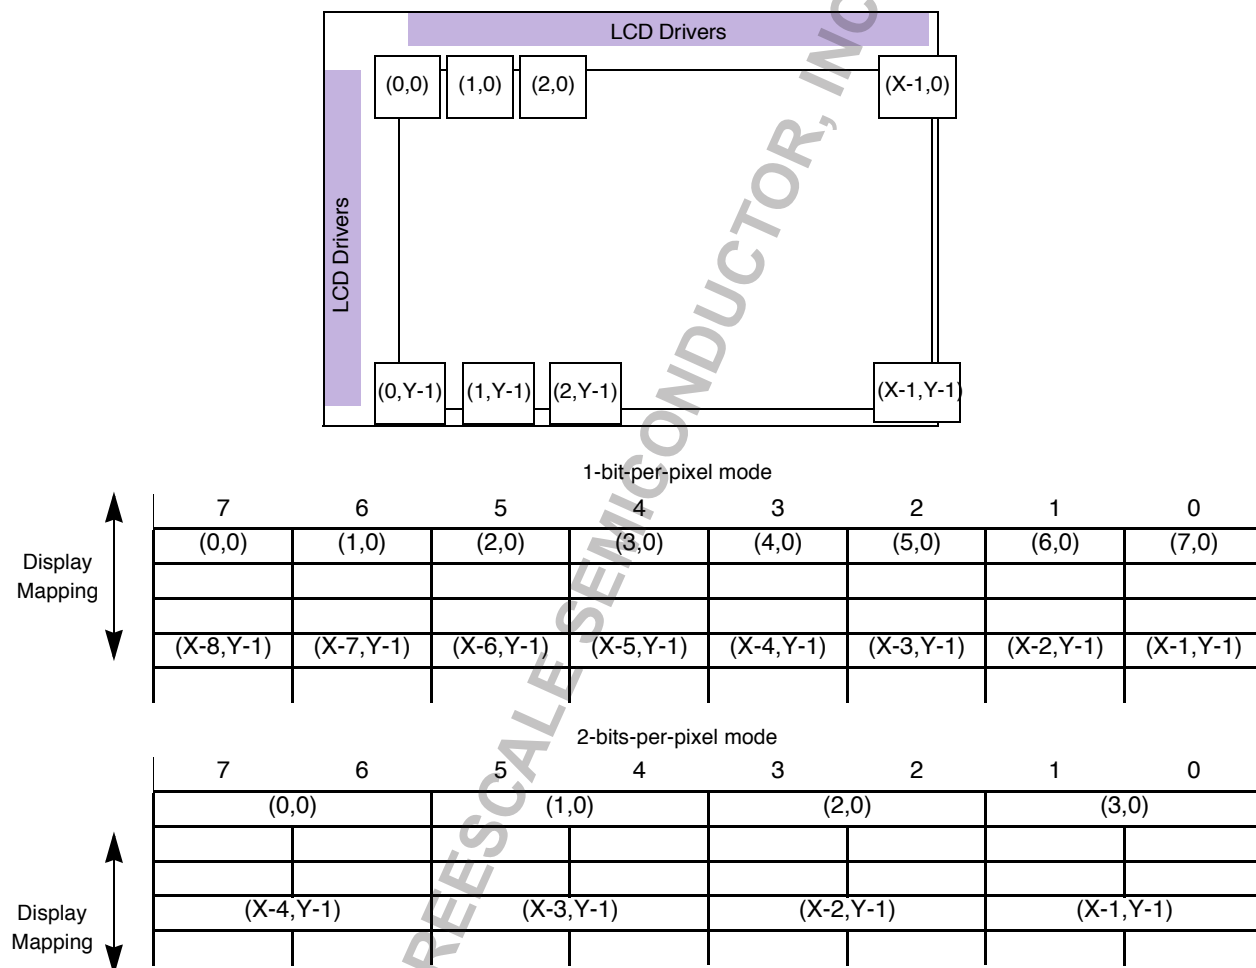 LCD Drivers
(0,0) (1,0) (2,0) (X-1,0)
LCD Drivers
(0,Y-1) (1,Y-1) (2,Y-1) (X-1,Y-1)
1-bit-per-pixel mode
7 6 5 4 3 2 1 0
(0,0) (1,0) (2,0) (3,0) (4,0) (5,0) (6,0) (7,0)
Display
Mapping
(X-8,Y-1) (X-7,Y-1) (X-6,Y-1) (X-5,Y-1) (X-4,Y-1) (X-3,Y-1) (X-2,Y-1) (X-1,Y-1)
2-bits-per-pixel mode
7 6 5 4 3 2 1 0
(0,0) (1,0) (2,0) (3,0)
(X-4,Y-1) (X-3,Y-1) (X-2,Y-1) (X-1,Y-1)
Display
Mapping
REESCALE SEMICONDUCTOR, INC